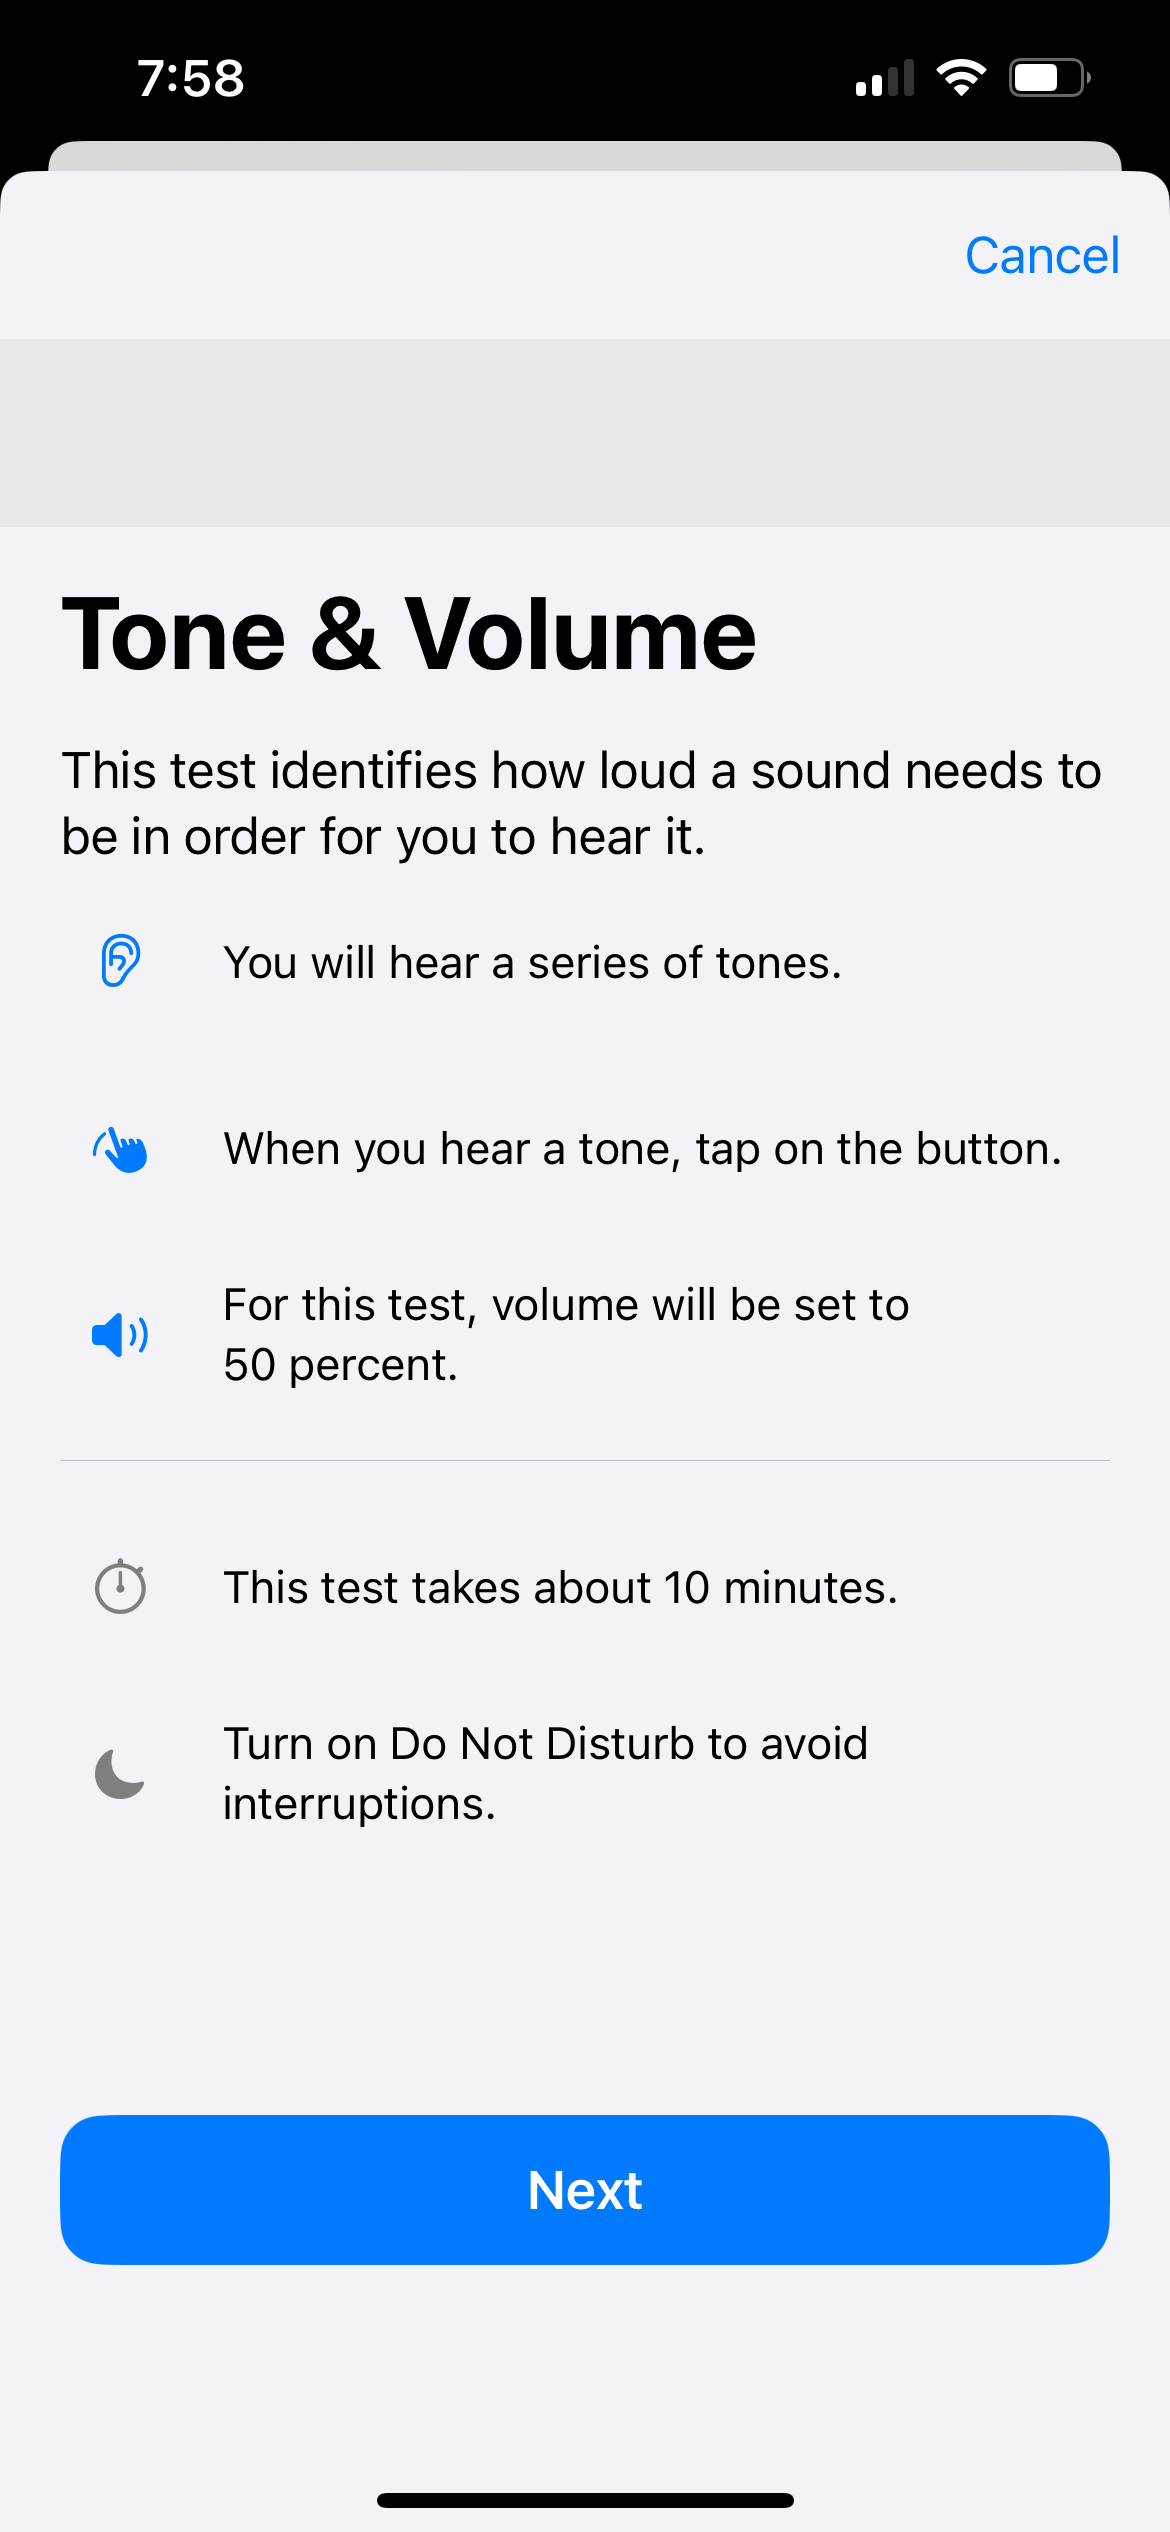 7:58
Cancel
Tone & Volume
This test identifies how loud a sound needs to
be in order for you to hear it.
You will hear a series of tones.
When you hear a tone, tap on the button.
For this test, volume will be set to
50 percent.
This test takes about 10 minutes.
Turn on Do Not Disturb to avoid
interruptions.
Next